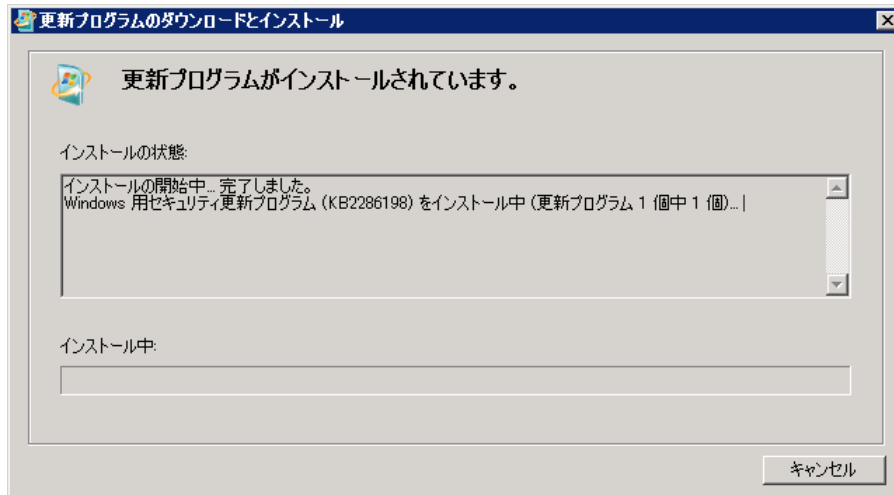 更新プログラムのダウンロードとインストール
更新プログラムがインストールされています。
インストールの状態:
インストールの開始中... 完了しました。
Windows 用セキュリティ更新プログラム (KB2286198) をインストール中 (更新プログラム 1 個中 1 個)...
インストール中:
キャンセル